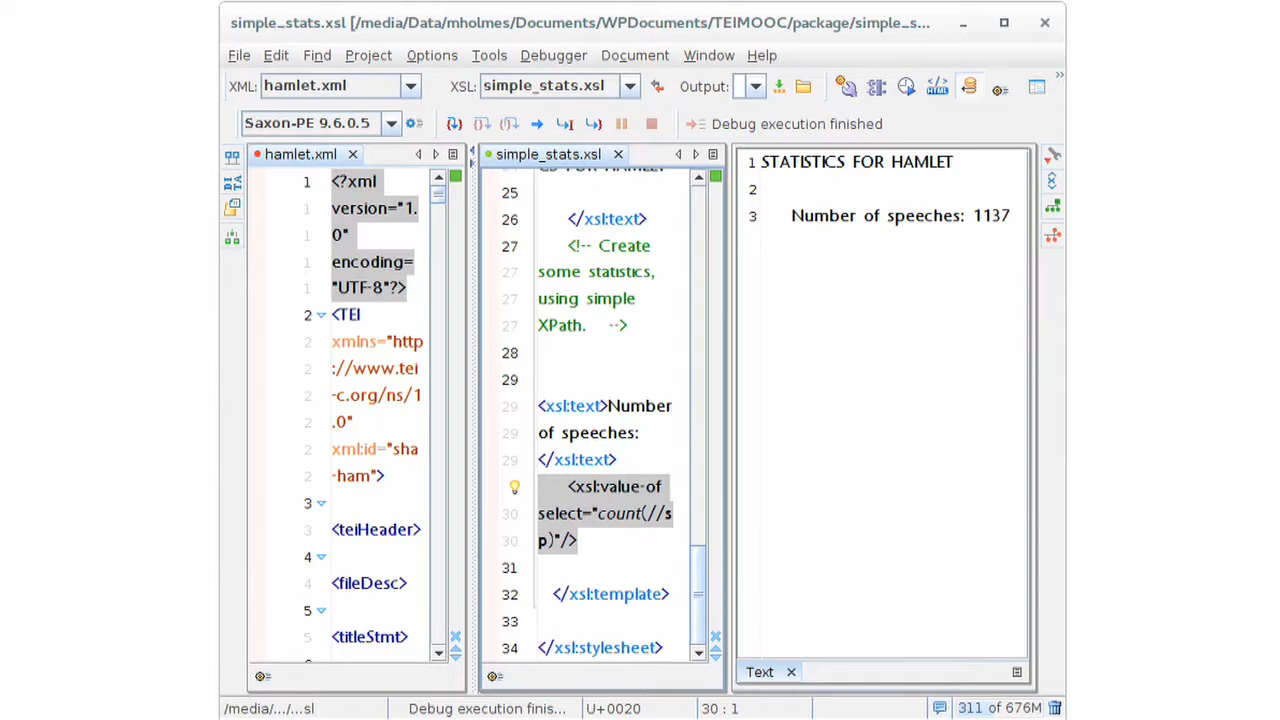 simple_stats.xsl [/media/Data/mholmes/Documents/WPDocuments/TEIMOOC/package/simple_s...
File Edit Find Project Options Tools Debugger Document Window Help
XML: hamlet.xml XSL: simple_stats.xsl Output:
Saxon-PE 9.6.0.5 Debug execution finished
hamlet.xml
1 <?xml
1 version="1.
1 0"
1 encoding=
1 "UTF-8"?>
2 <TEI
2 xmlns="http
2 ://www.tei
2 -c.org/ns/1
2 .0"
2 xml:id="sha
2 -ham">
3
3 <teiHeader>
4
4 <fileDesc>
5
5 <titleStmt>
simple_stats.xsl
25
26 </xsl:text>
27 <!-- Create
27 some statistics,
27 using simple
27 XPath. -->
28
29
29 <xsl:text>Number
29 of speeches:
29 </xsl:text>
<xsl:value-of
30 select="count(//s
30 p)"/>
31
32 </xsl:template>
33
34 </xsl:stylesheet>
1 STATISTICS FOR HAMLET
2
3 Number of speeches: 1137
Text
/media/.../...sl Debug execution finis... U+0020 30 : 1 311 of 676M